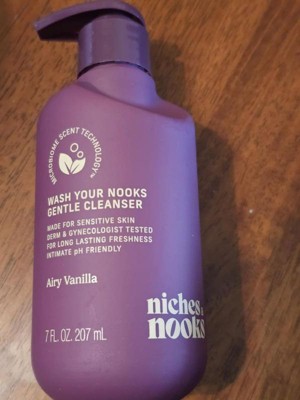 MICROBIOME SCENT TECHNOLOGY™
WASH YOUR NOOKS
GENTLE CLEANSER
MADE FOR SENSITIVE SKIN
DERM & GYNECOLOGIST TESTED
FOR LONG LASTING FRESHNESS
INTIMATE pH FRIENDLY
Airy Vanilla
niches &
nooks
7 FL. OZ. 207 mL